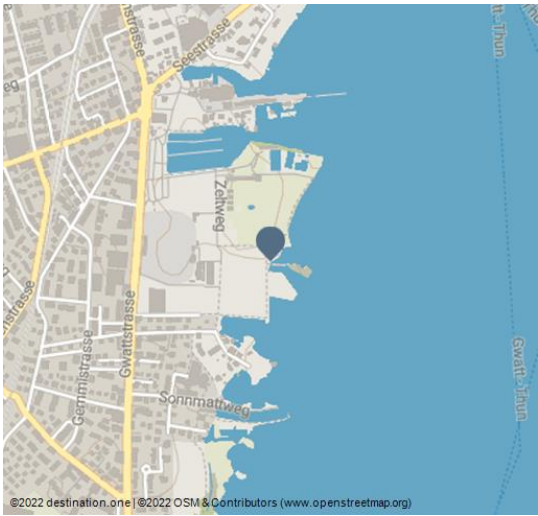 Seestrasse
Zeltweg
Gwattstrasse
Gemmistrasse
Sonnmattweg
Gwatt - Thun
©2022 destination.one | ©2022 OSM & Contributors (www.openstreetmap.org)